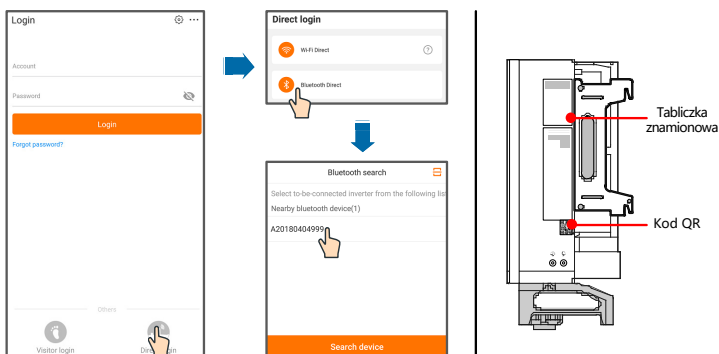 Login
Account
Password
Login
Forgot password?
Others
Visitor login
Direct login
Direct login
Wi-Fi Direct
?
Bluetooth Direct
Bluetooth search
Select to-be-connected inverter from the following list
Nearby bluetooth device(1)
A20180404999
Search device
Tabliczka
znamionowa
Kod QR